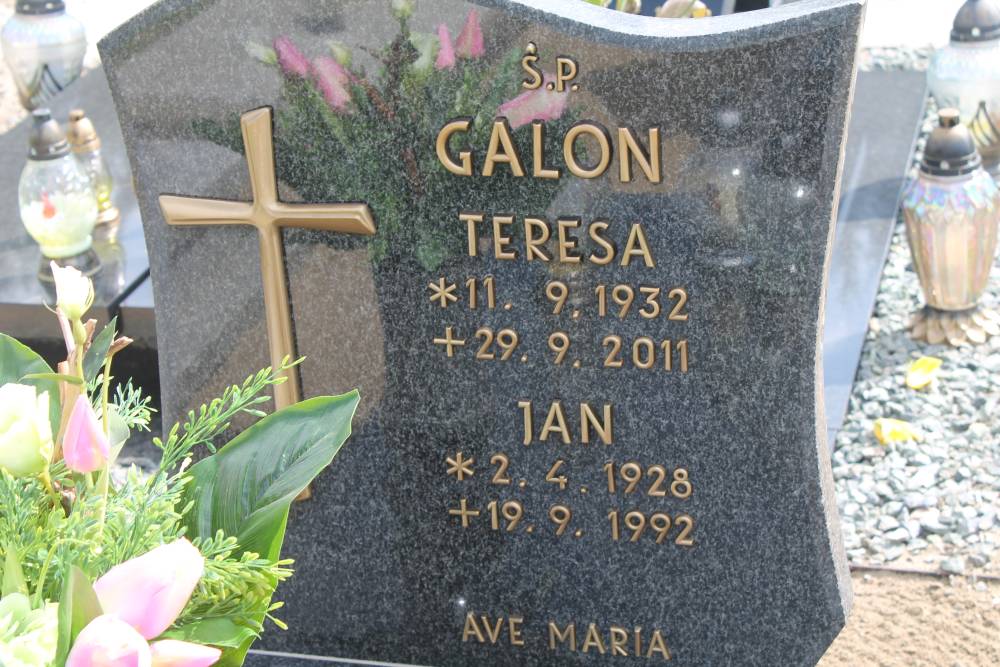 Ś.P.
GALON
TERESA
*11. 9. 1932
+29. 9. 2011
JAN
*2. 4. 1928
+19. 9. 1992
AVE MARIA